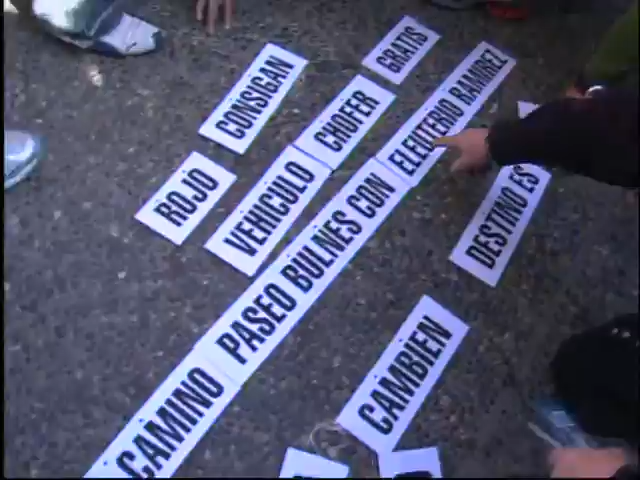 GRATIS
CONSIGAN
CHOFER
ROJO
VEHICULO
CAMINO PASEO BULNES CON ELEUTERIO RAMIREZ
DESTINO ES
CAMBIEN